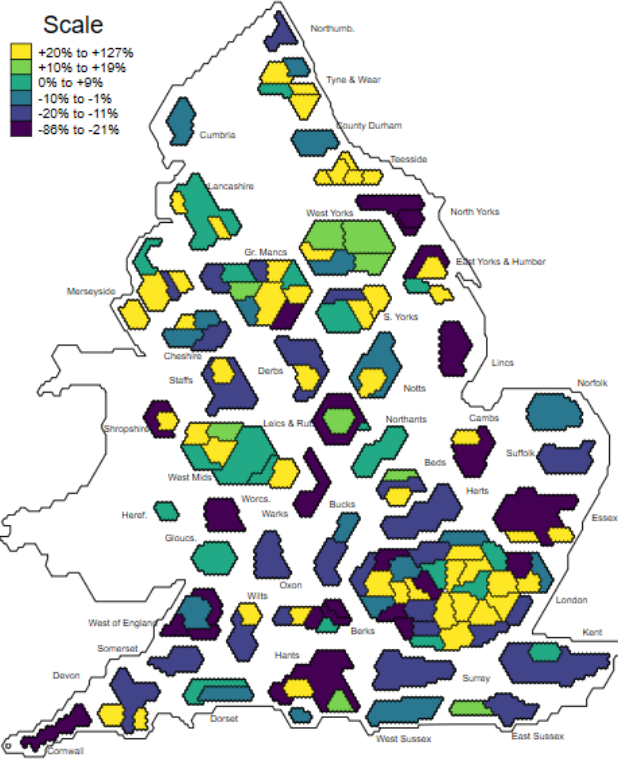 Scale
+20% to +127%
+10% to +19%
0% to +9%
-10% to -1%
-20% to -11%
-86% to -21%
Northumb.
Tyne & Wear
County Durham
Cumbria
Teesside
Lancashire
North Yorks
West Yorks
Gr. Mancs
East Yorks & Humber
Merseyside
S. Yorks
Cheshire
Lincs
Staffs
Derbs
Notts
Norfolk
Shropshire
Leics & Rut
Northants
Cambs
Suffolk
West Mids
Beds
Worcs.
Herts
Heref.
Warks
Bucks
Essex
Gloucs.
Oxon
Wilts
London
West of England
Berks
Kent
Somerset
Hants
Devon
Surrey
Dorset
West Sussex
East Sussex
Cornwall